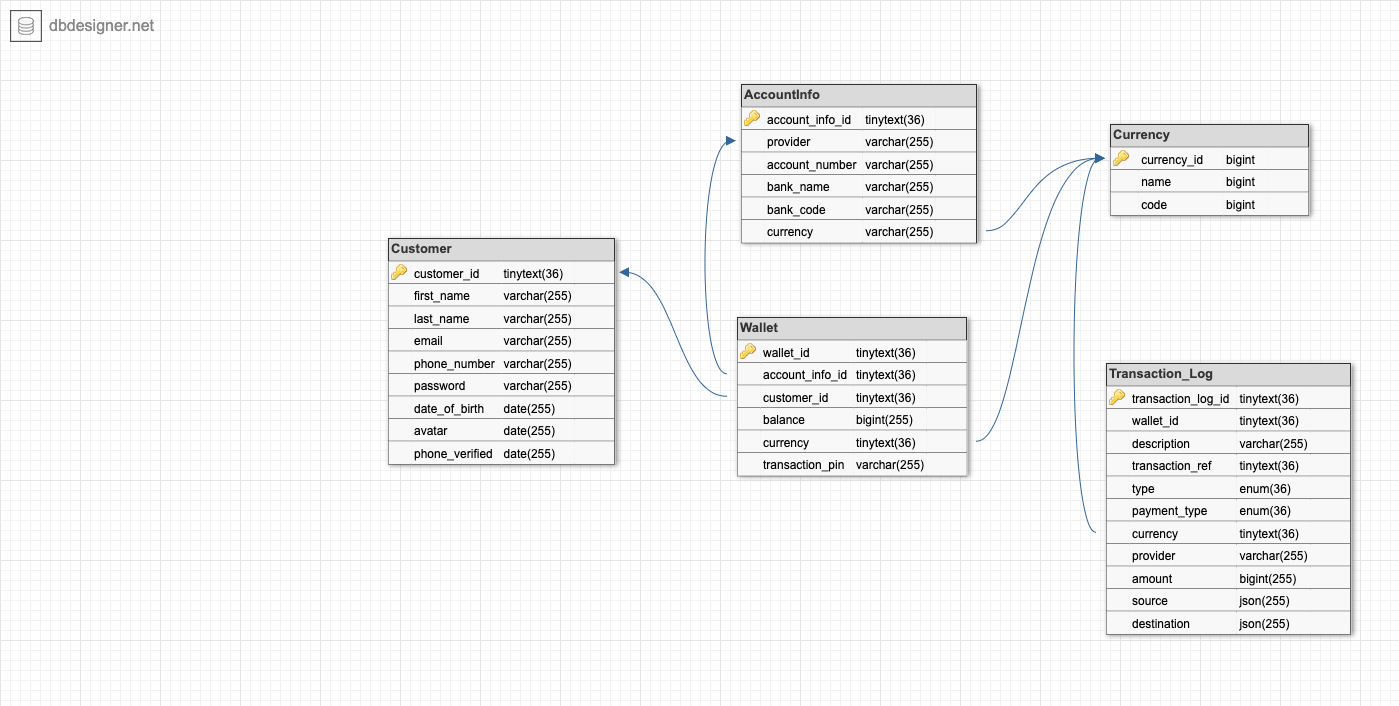 dbdesigner.net
AccountInfo
account_info_id tinytext(36)
provider varchar(255)
account_number varchar(255)
bank_name varchar(255)
bank_code varchar(255)
currency varchar(255)
Currency
currency_id bigint
name bigint
code bigint
Customer
customer_id tinytext(36)
first_name varchar(255)
last_name varchar(255)
email varchar(255)
phone_number varchar(255)
password varchar(255)
date_of_birth date(255)
avatar date(255)
phone_verified date(255)
Wallet
wallet_id tinytext(36)
account_info_id tinytext(36)
customer_id tinytext(36)
balance bigint(255)
currency tinytext(36)
transaction_pin varchar(255)
Transaction_Log
transaction_log_id tinytext(36)
wallet_id tinytext(36)
description varchar(255)
transaction_ref tinytext(36)
type enum(36)
payment_type enum(36)
currency tinytext(36)
provider varchar(255)
amount bigint(255)
source json(255)
destination json(255)